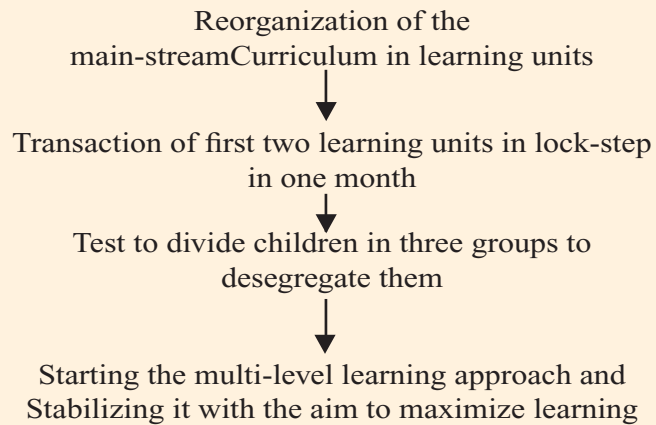 Reorganization of the
main-streamCurriculum in learning units
Transaction of first two learning units in lock-step
in one month
Test to divide children in three groups to
desegregate them
Starting the multi-level learning approach and
Stabilizing it with the aim to maximize learning